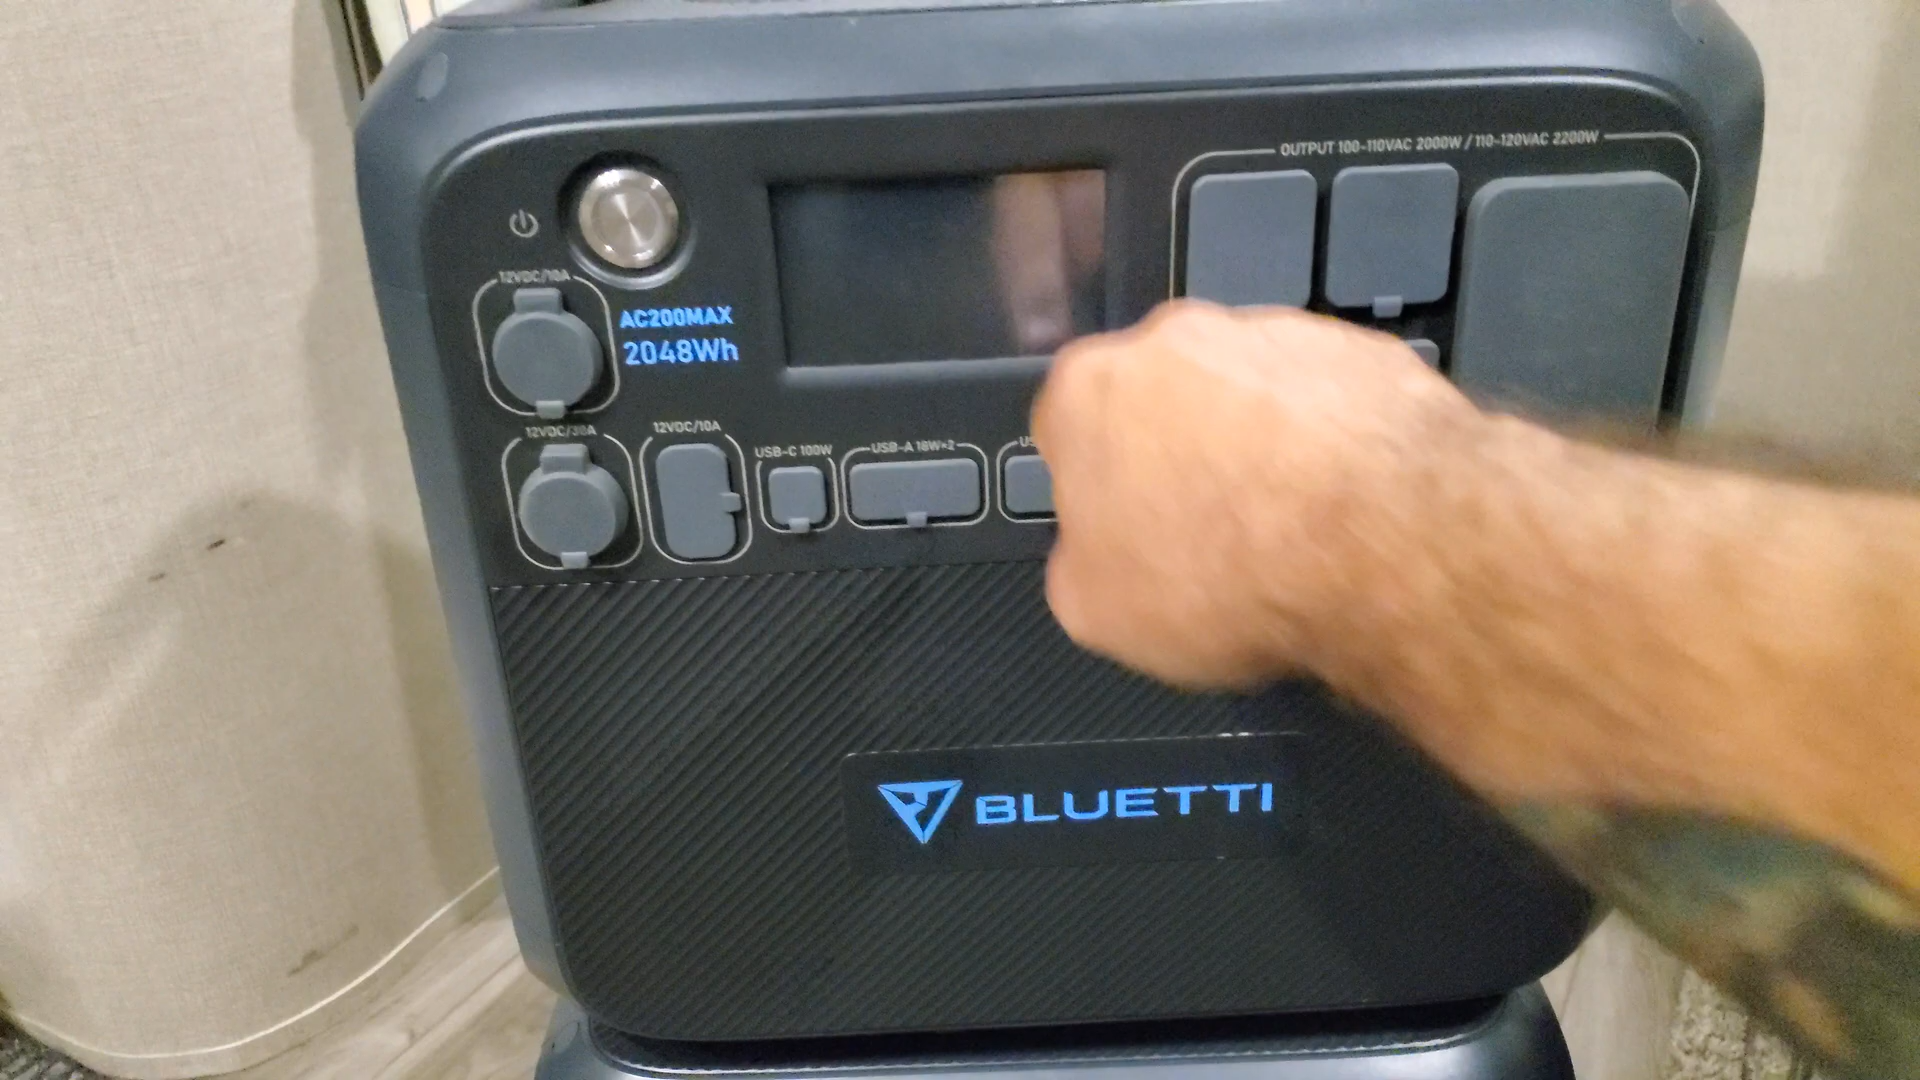 OUTPUT 100-110VAC 2000W / 110-120VAC 2200W
12VDC/10A
AC200MAX
2048Wh
12VDC/30A
12VDC/10A
USB-C 100W
USB-A 18W×2
BLUETTI